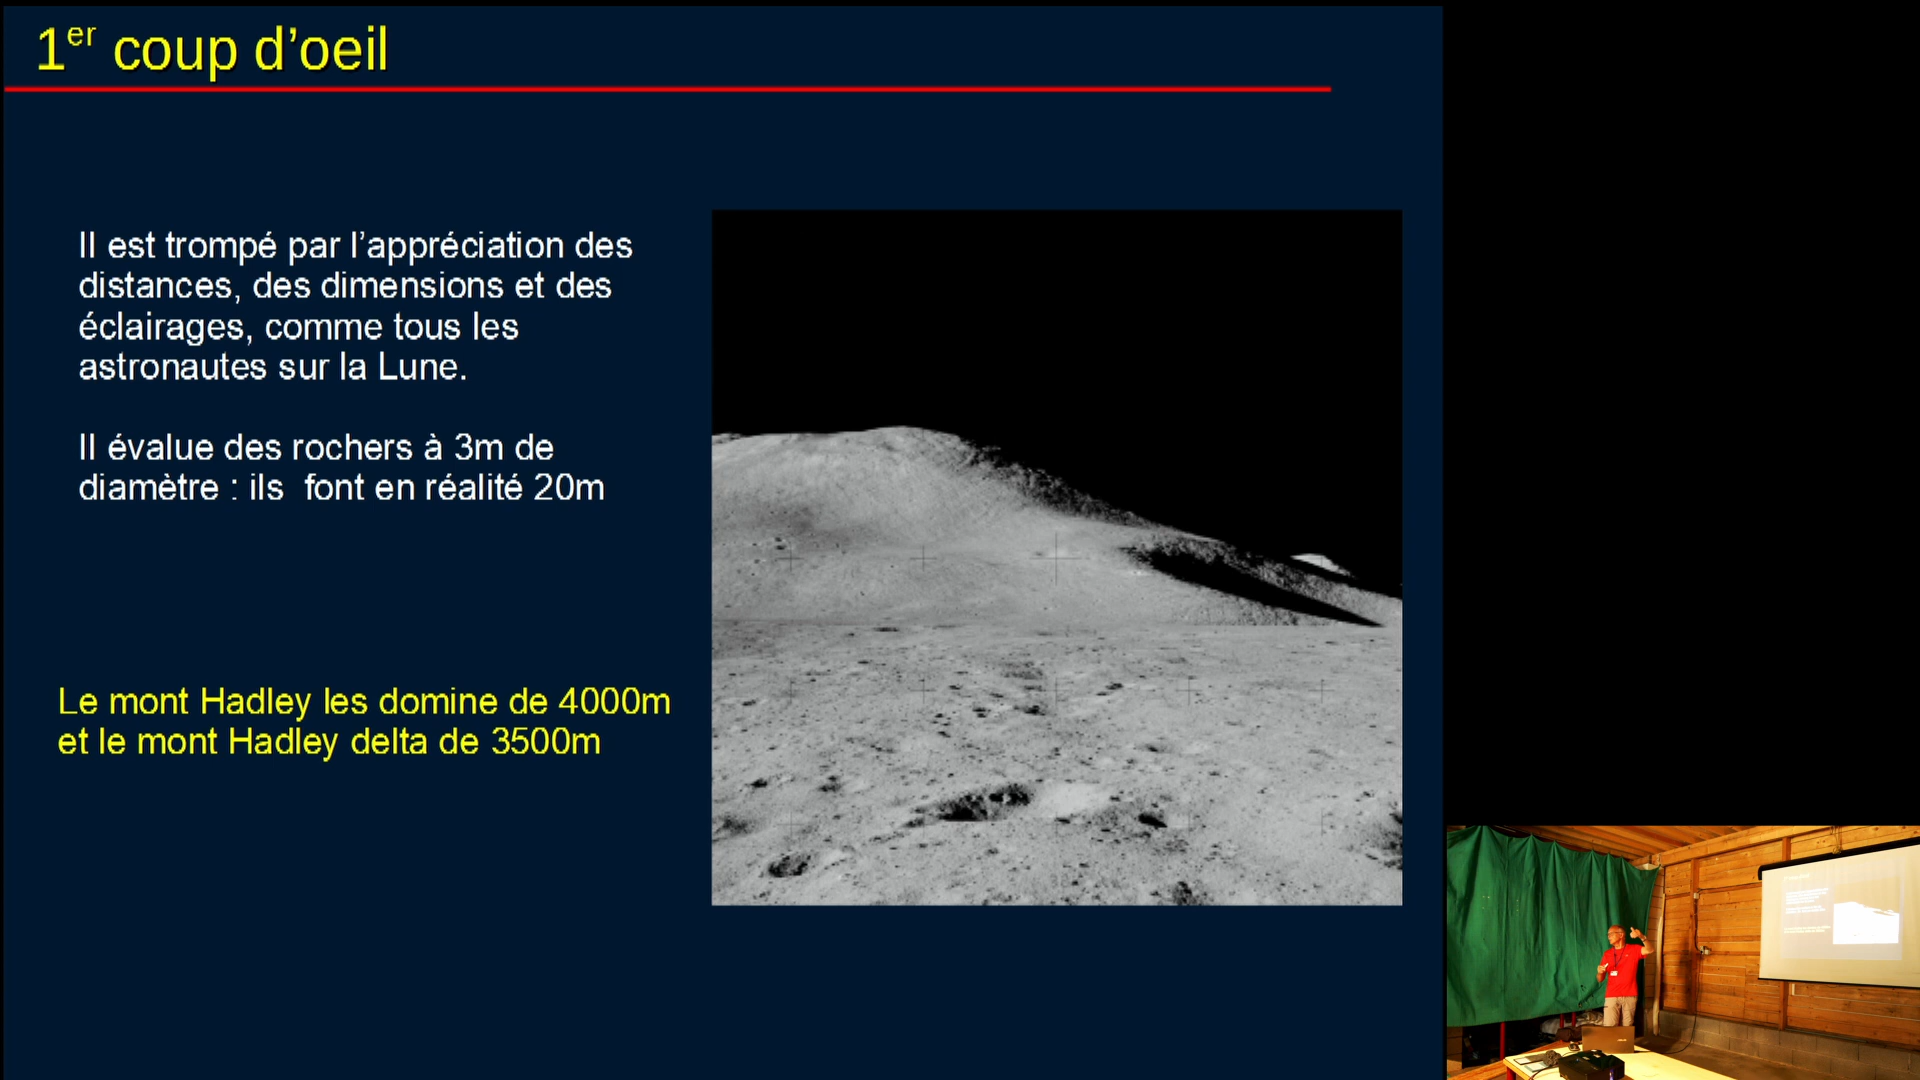 1er coup d’oeil
Il est trompé par l’appréciation des
distances, des dimensions et des
éclairages, comme tous les
astronautes sur la Lune.
Il évalue des rochers à 3m de
diamètre : ils  font en réalité 20m
Le mont Hadley les domine de 4000m
et le mont Hadley delta de 3500m